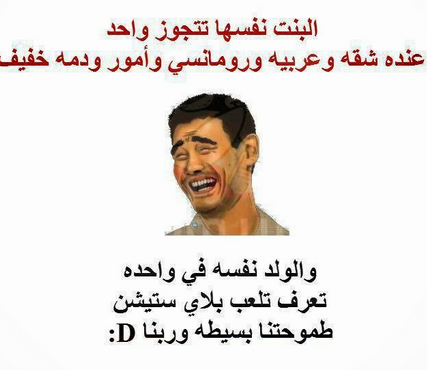 البنت نفسها تتجوز واحد
عنده شقه وعربيه ورومانسي وأمور ودمه خفيف
والولد نفسه في واحده
تعرف تلعب بلاي ستيشن
طموحتنا بسيطه وربنا D: